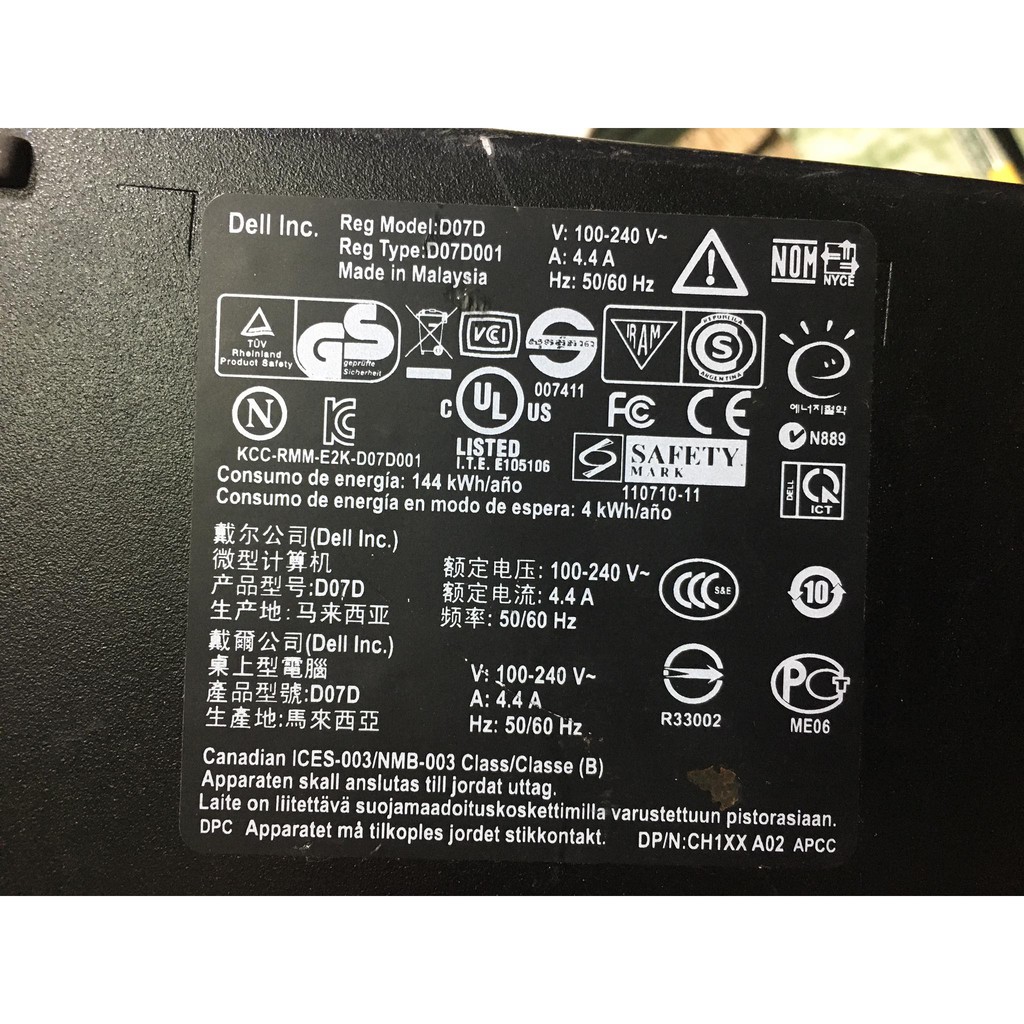 Dell Inc.
Reg Model:D07D
Reg Type:D07D001
Made in Malaysia
V: 100-240 V~
A: 4.4 A
Hz: 50/60 Hz
NOM
NYCE
TÜV
Rheinland
Product Safety
GS
geprüfte
Sicherheit
VCCI
007411
IRAM
REPUBLICA
S
ARGENTINA
에너지절약
N
KC
KCC-RMM-E2K-D07D001
C UL US
LISTED
I.T.E. E105106
FC CE
N889
S SAFETY
MARK
110710-11
DELL
ICT
Consumo de energía: 144 kWh/año
Consumo de energía en modo de espera: 4 kWh/año
戴尔公司(Dell Inc.)
微型计算机
产品型号:D07D
生产地: 马来西亚
额定电压: 100-240 V~
额定电流: 4.4 A
频率: 50/60 Hz
CCC S&E
10
戴爾公司(Dell Inc.)
桌上型電腦
產品型號:D07D
生產地:馬來西亞
V: 100-240 V~
A: 4.4 A
Hz: 50/60 Hz
R33002
PCT
ME06
Canadian ICES-003/NMB-003 Class/Classe (B)
Apparaten skall anslutas till jordat uttag.
Laite on liitettävä suojamaadoituskoskettimilla varustettuun pistorasiaan.
DPC Apparatet må tilkoples jordet stikkontakt. DP/N:CH1XX A02 APCC